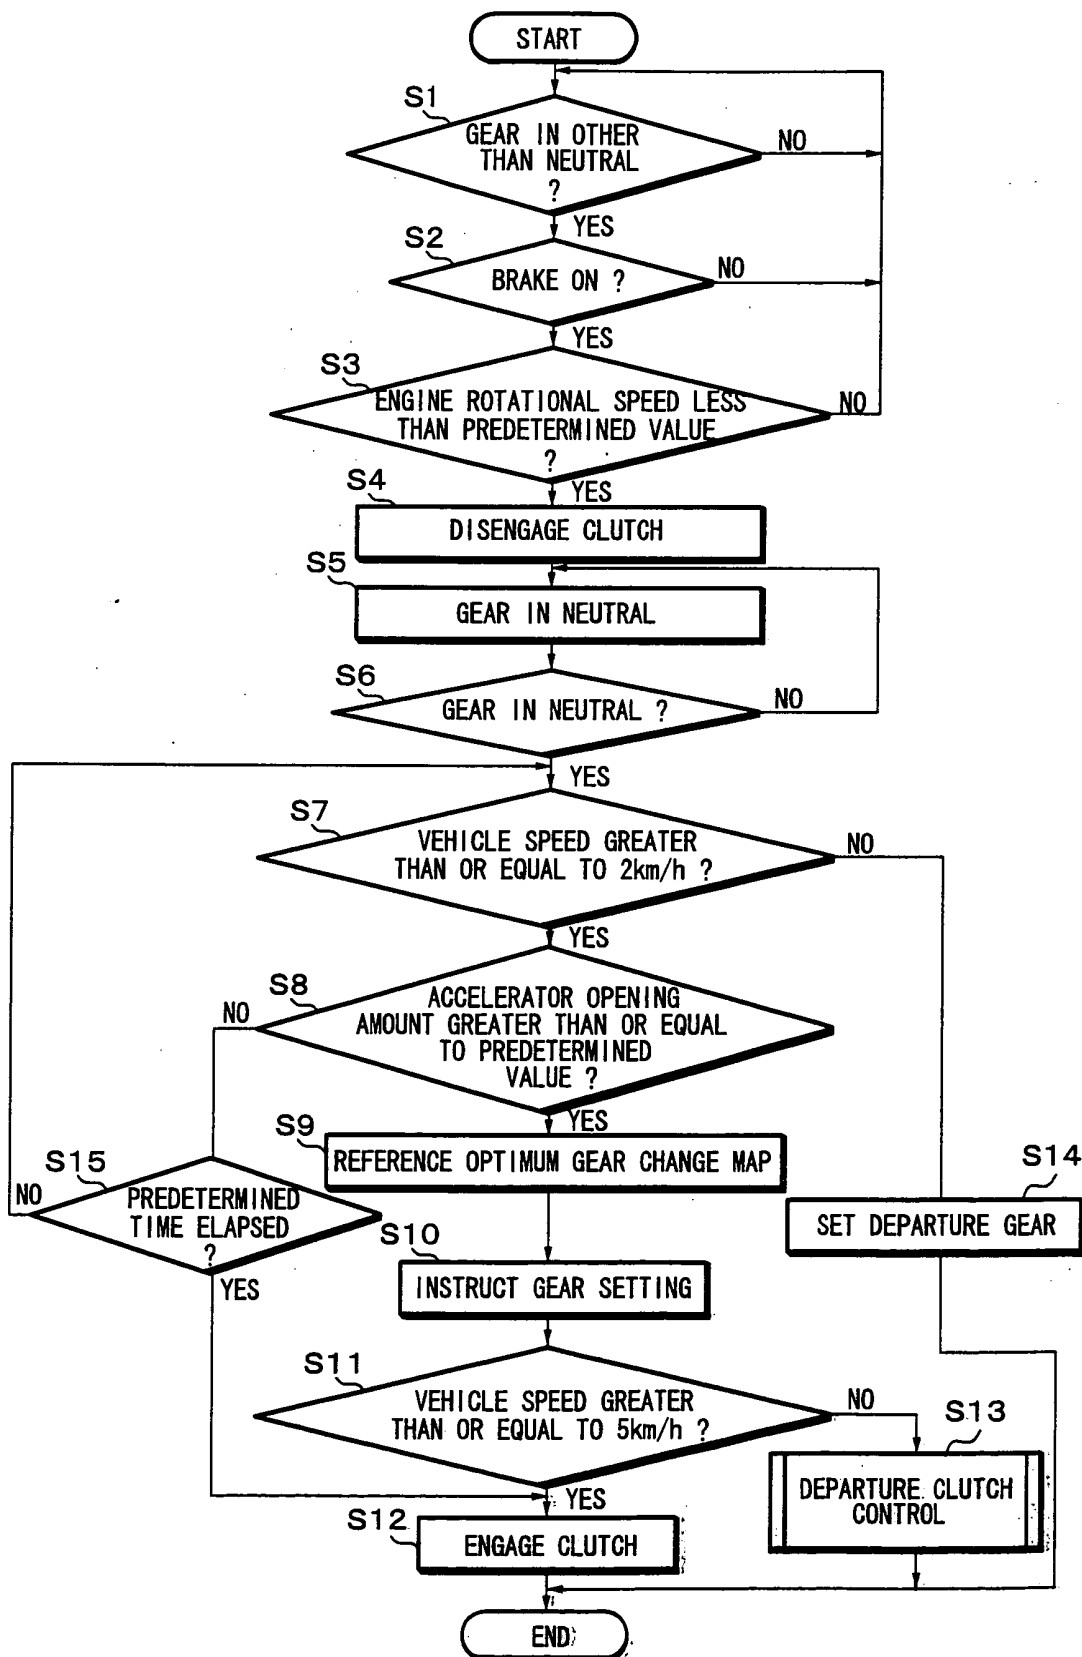 START
S1
GEAR IN OTHER
THAN NEUTRAL
?
NO
YES
S2
BRAKE ON ?
NO
YES
S3
ENGINE ROTATIONAL SPEED LESS
THAN PREDETERMINED VALUE
?
NO
YES
S4
DISENGAGE CLUTCH
S5
GEAR IN NEUTRAL
S6
GEAR IN NEUTRAL ?
NO
YES
S7
VEHICLE SPEED GREATER
THAN OR EQUAL TO 2km/h ?
NO
YES
S8
ACCELERATOR OPENING
AMOUNT GREATER THAN OR EQUAL
TO PREDETERMINED
VALUE ?
NO
YES
S9
REFERENCE OPTIMUM GEAR CHANGE MAP
S15
PREDETERMINED
TIME ELAPSED
?
NO
YES
S14
SET DEPARTURE GEAR
S10
INSTRUCT GEAR SETTING
S11
VEHICLE SPEED GREATER
THAN OR EQUAL TO 5km/h ?
NO
YES
S13
DEPARTURE CLUTCH
CONTROL
S12
ENGAGE CLUTCH
END